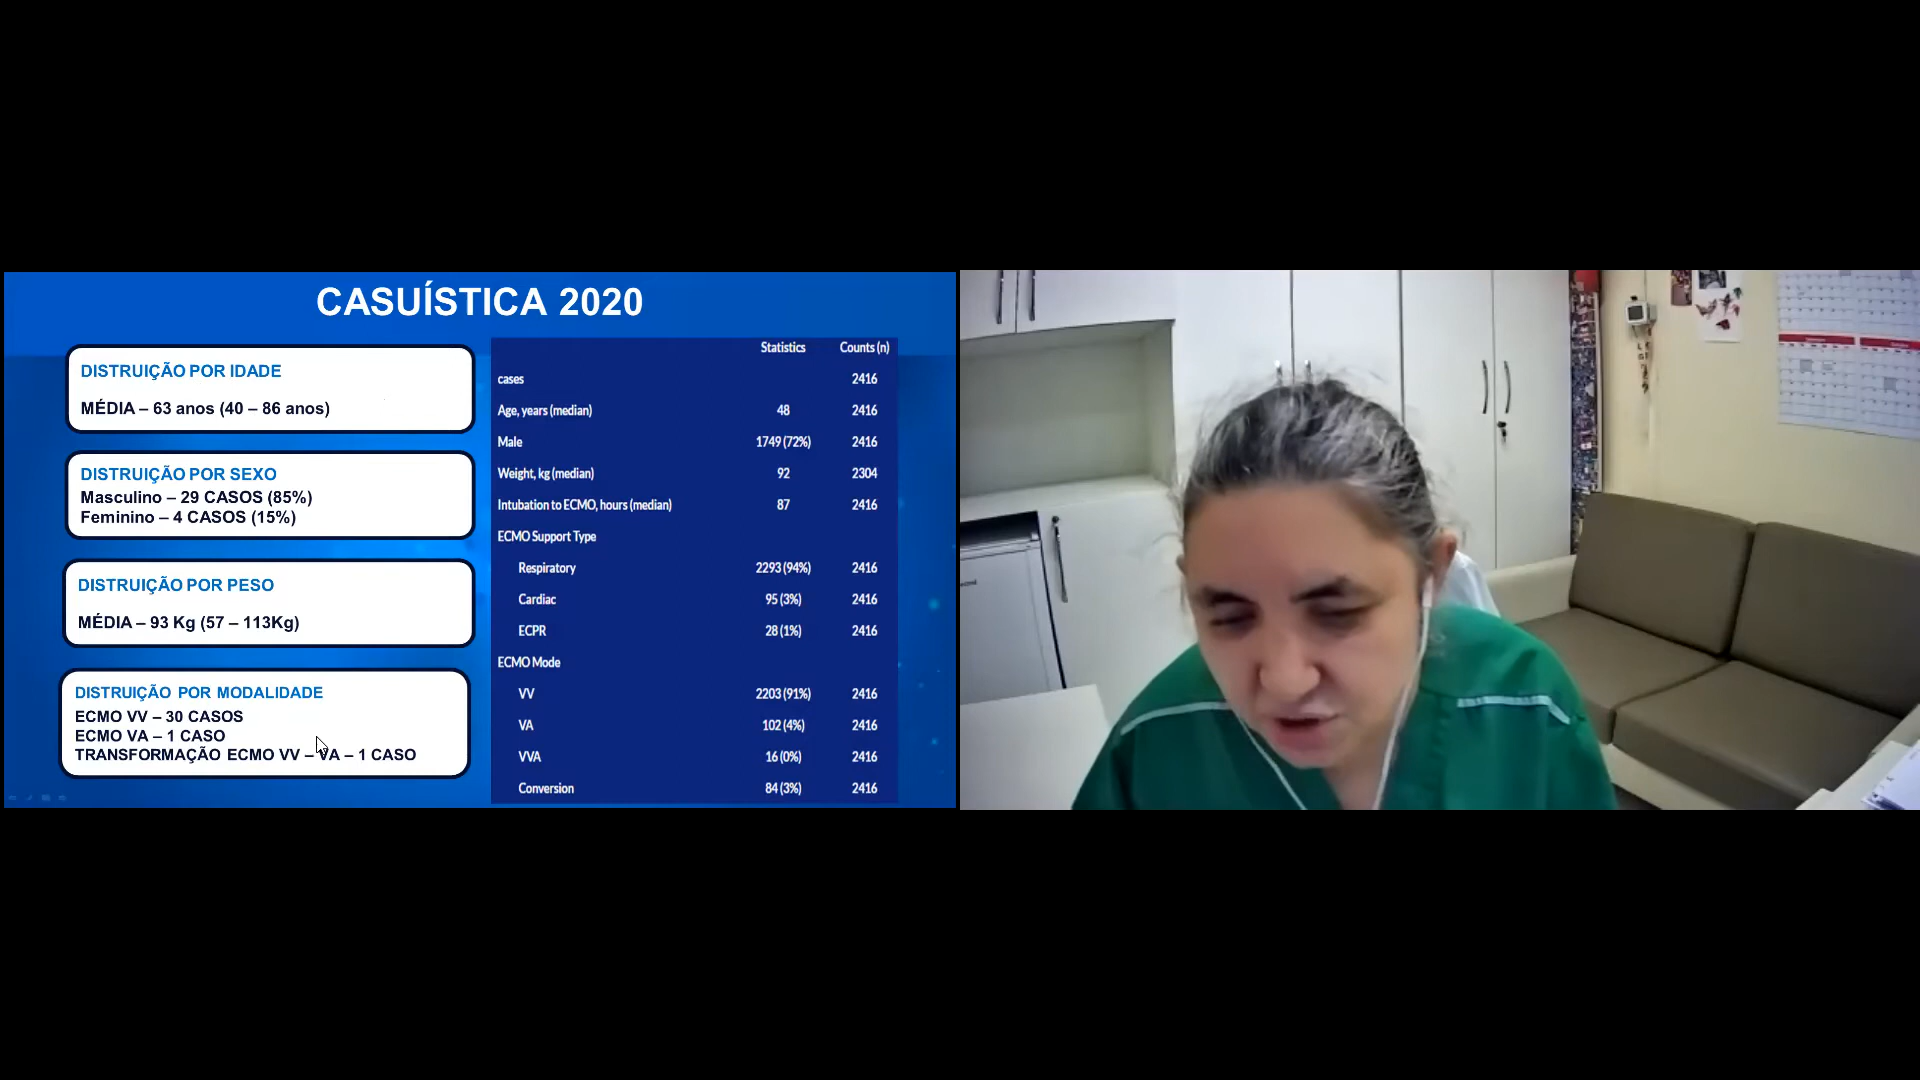 CASUÍSTICA 2020
DISTRUIÇÃO POR IDADE
MÉDIA – 63 anos (40 – 86 anos)
DISTRUIÇÃO POR SEXO
Masculino – 29 CASOS (85%)
Feminino – 4 CASOS (15%)
DISTRUIÇÃO POR PESO
MÉDIA – 93 Kg (57 – 113Kg)
DISTRUIÇÃO POR MODALIDADE
ECMO VV – 30 CASOS
ECMO VA – 1 CASO
TRANSFORMAÇÃO ECMO VV – VA – 1 CASO
Statistics Counts (n)
cases 2416
Age, years (median) 48 2416
Male 1749 (72%) 2416
Weight, kg (median) 92 2304
Intubation to ECMO, hours (median) 87 2416
ECMO Support Type
Respiratory 2293 (94%) 2416
Cardiac 95 (3%) 2416
ECPR 28 (1%) 2416
ECMO Mode
VV 2203 (91%) 2416
VA 102 (4%) 2416
VVA 16 (0%) 2416
Conversion 84 (3%) 2416